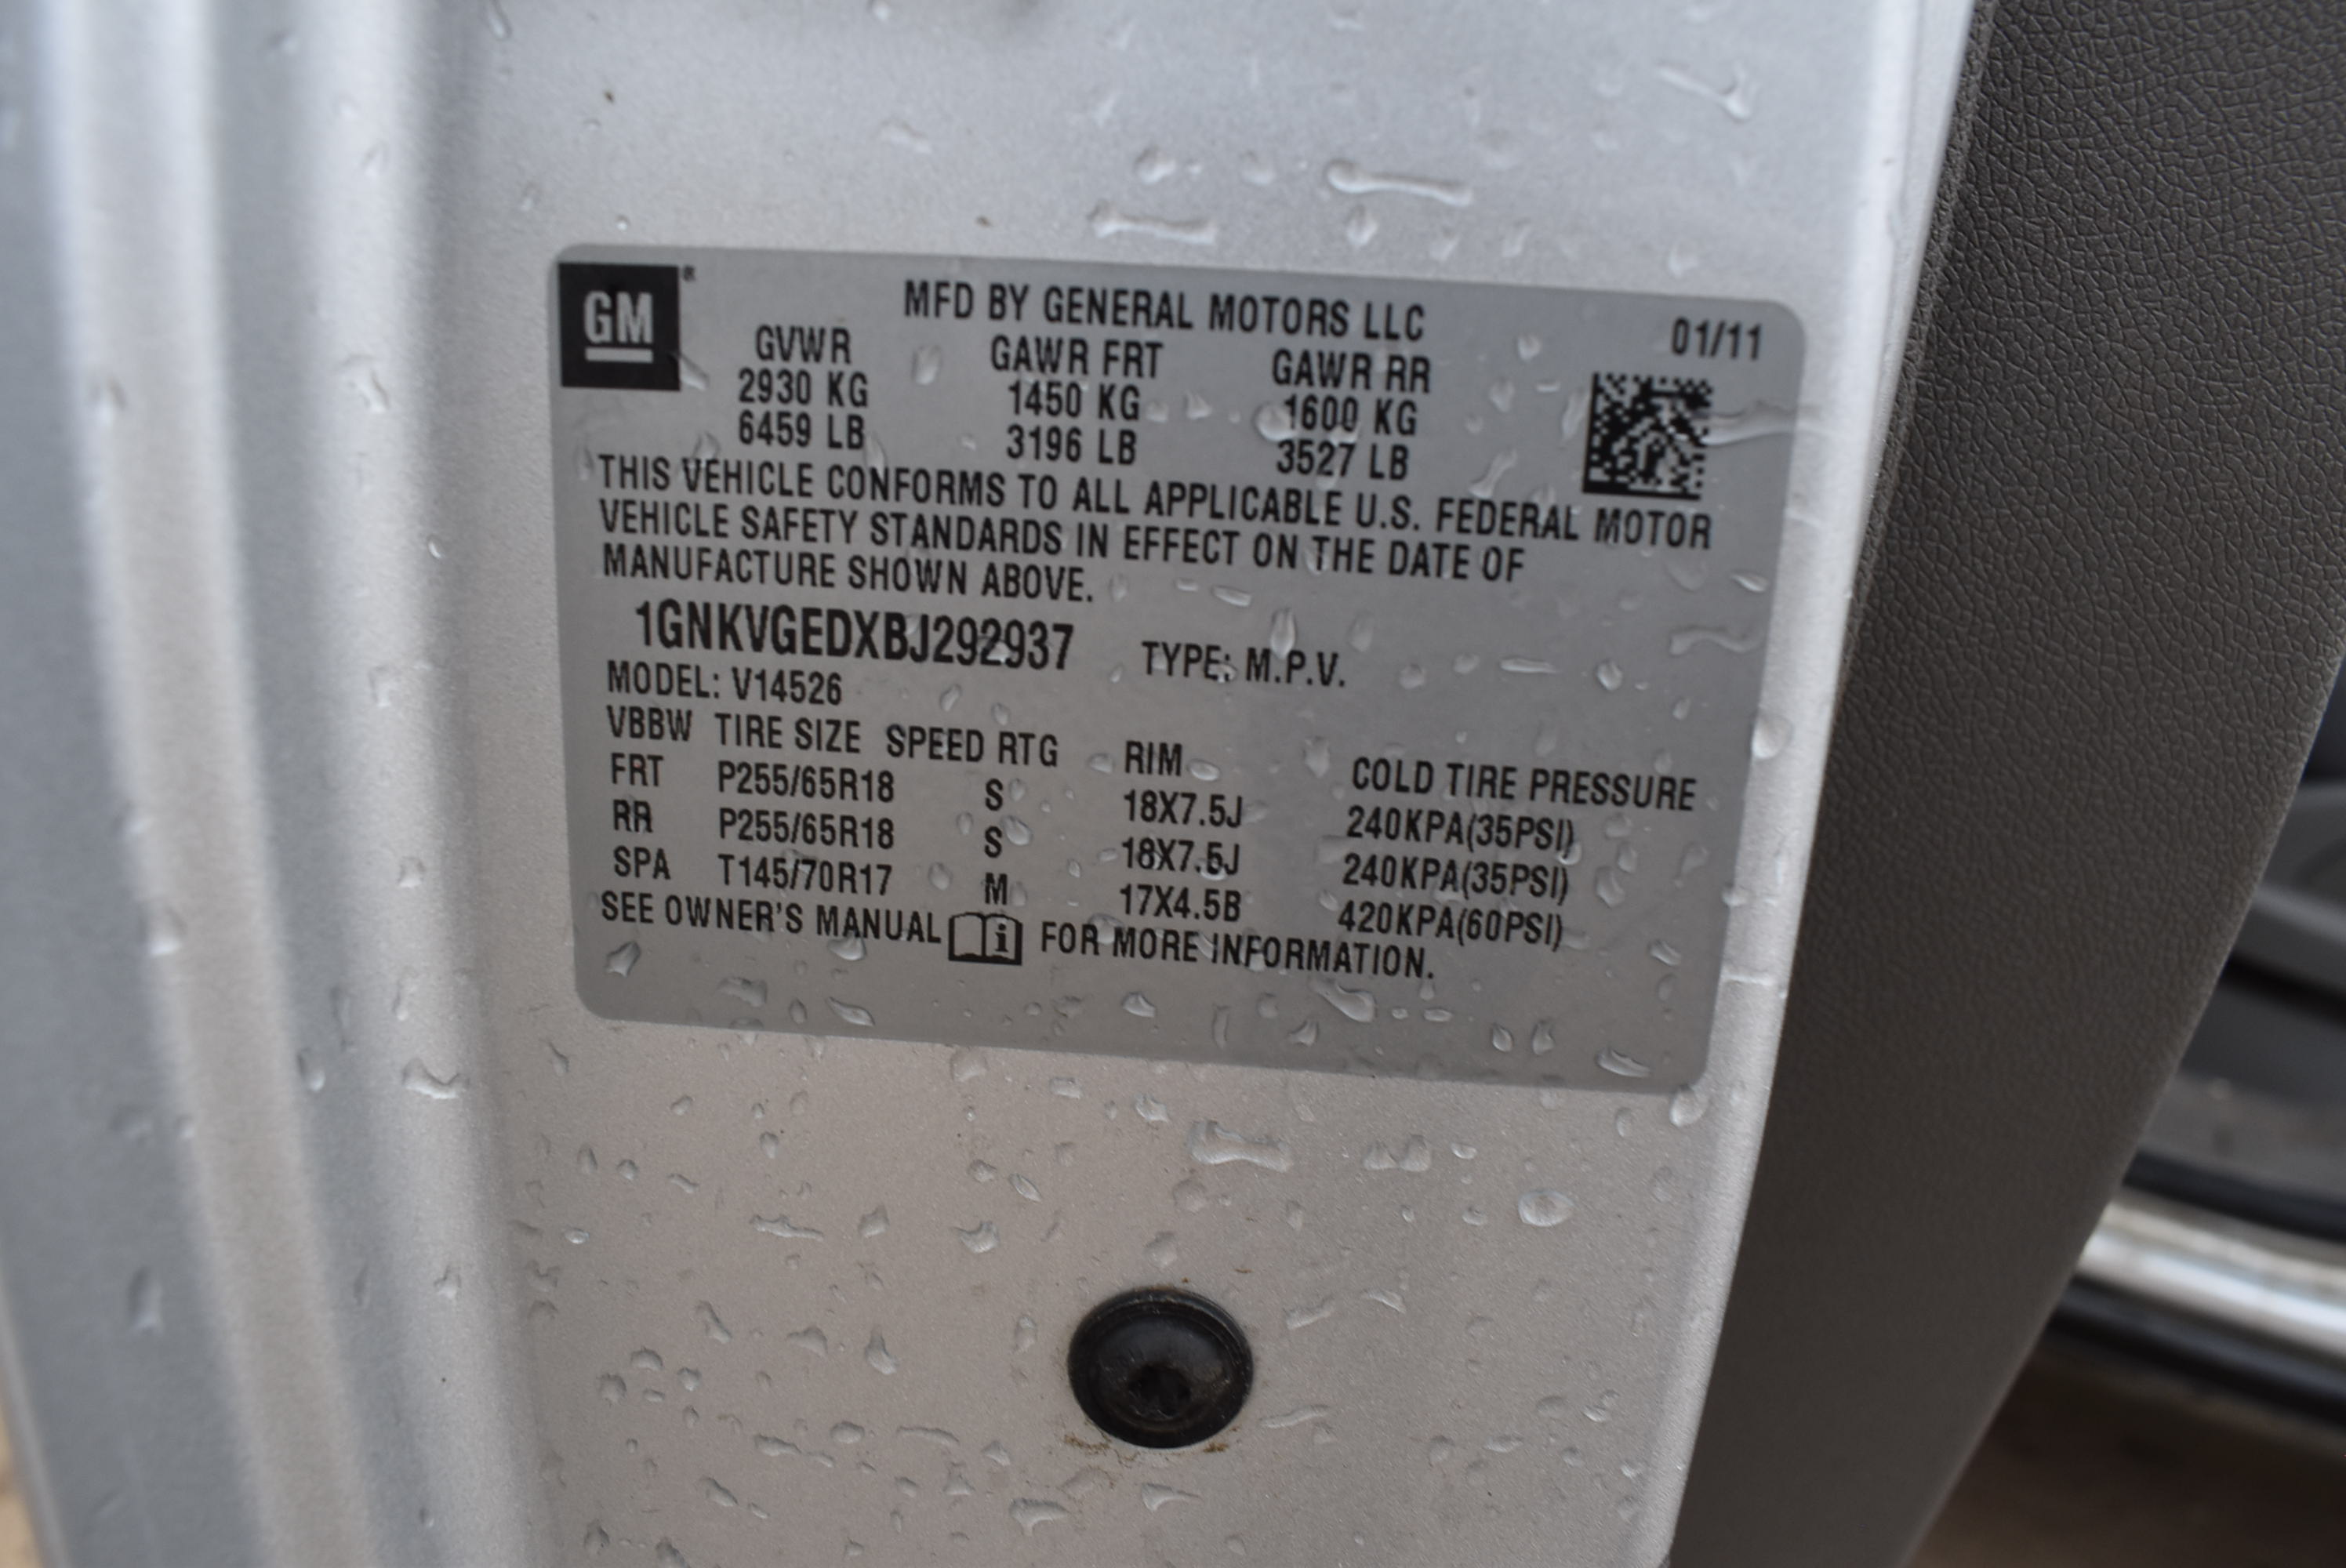 GM ®
MFD BY GENERAL MOTORS LLC 01/11
GVWR GAWR FRT GAWR RR
2930 KG 1450 KG 1600 KG
6459 LB 3196 LB 3527 LB
THIS VEHICLE CONFORMS TO ALL APPLICABLE U.S. FEDERAL MOTOR
VEHICLE SAFETY STANDARDS IN EFFECT ON THE DATE OF
MANUFACTURE SHOWN ABOVE.
1GNKVGEDXBJ292937 TYPE: M.P.V.
MODEL: V14526
VBBW TIRE SIZE SPEED RTG RIM COLD TIRE PRESSURE
FRT P255/65R18 S 18X7.5J 240KPA(35PSI)
RR P255/65R18 S 18X7.5J 240KPA(35PSI)
SPA T145/70R17 M 17X4.5B 420KPA(60PSI)
SEE OWNER'S MANUAL i FOR MORE INFORMATION.